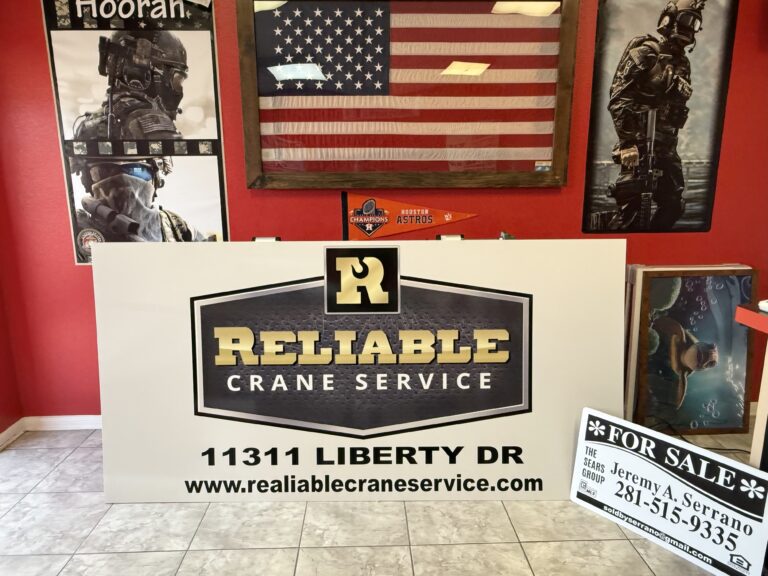 Hoorah
CHAMPIONS
HOUSTON
ASTROS
R
RELIABLE
CRANE SERVICE
11311 LIBERTY DR
www.realiablecraneservice.com
FOR SALE
THE
SEARS
GROUP
Jeremy A. Serrano
281-515-9335
soldbyserrano@gmail.com